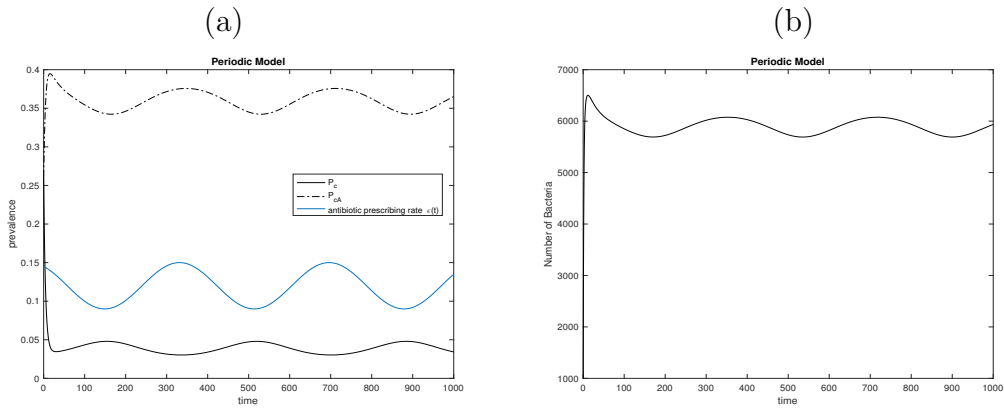 (a)
Periodic Model
prevalence
0.4
0.35
0.3
0.25
0.2
0.15
0.1
0.05
0
0 100 200 300 400 500 600 700 800 900 1000
time
P_c
P_cA
antibiotic prescribing rate ε(t)
(b)
Periodic Model
Number of Bacteria
7000
6000
5000
4000
3000
2000
1000
0 100 200 300 400 500 600 700 800 900 1000
time